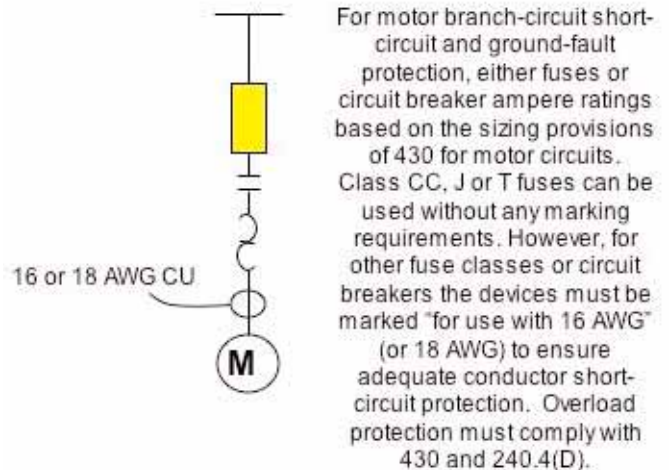 For motor branch-circuit short-
circuit and ground-fault
protection, either fuses or
circuit breaker ampere ratings
based on the sizing provisions
of 430 for motor circuits.
Class CC, J or T fuses can be
used without any marking
requirements. However, for
other fuse classes or circuit
breakers the devices must be
marked "for use with 16 AWG"
(or 18 AWG) to ensure
adequate conductor short-
circuit protection. Overload
protection must comply with
430 and 240.4(D).
16 or 18 AWG CU
M